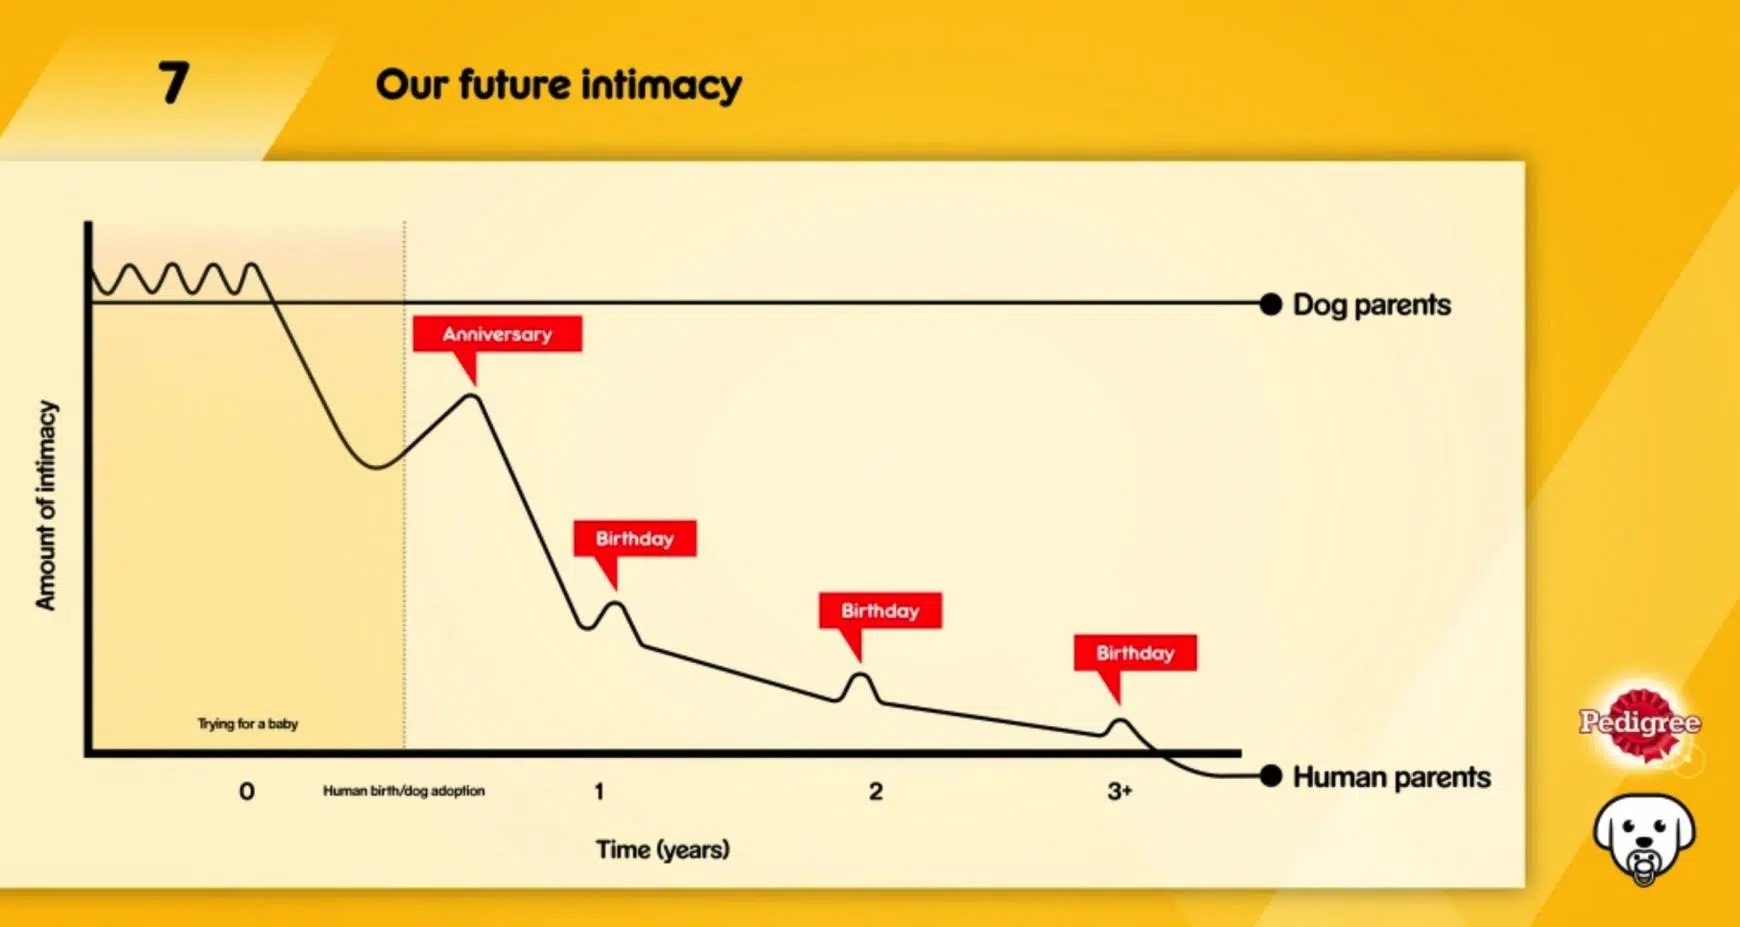 7
Our future intimacy
Amount of intimacy
Dog parents
Anniversary
Birthday
Birthday
Birthday
Trying for a baby
Human parents
0
Human birth/dog adoption
1
2
3+
Time (years)
Pedigree